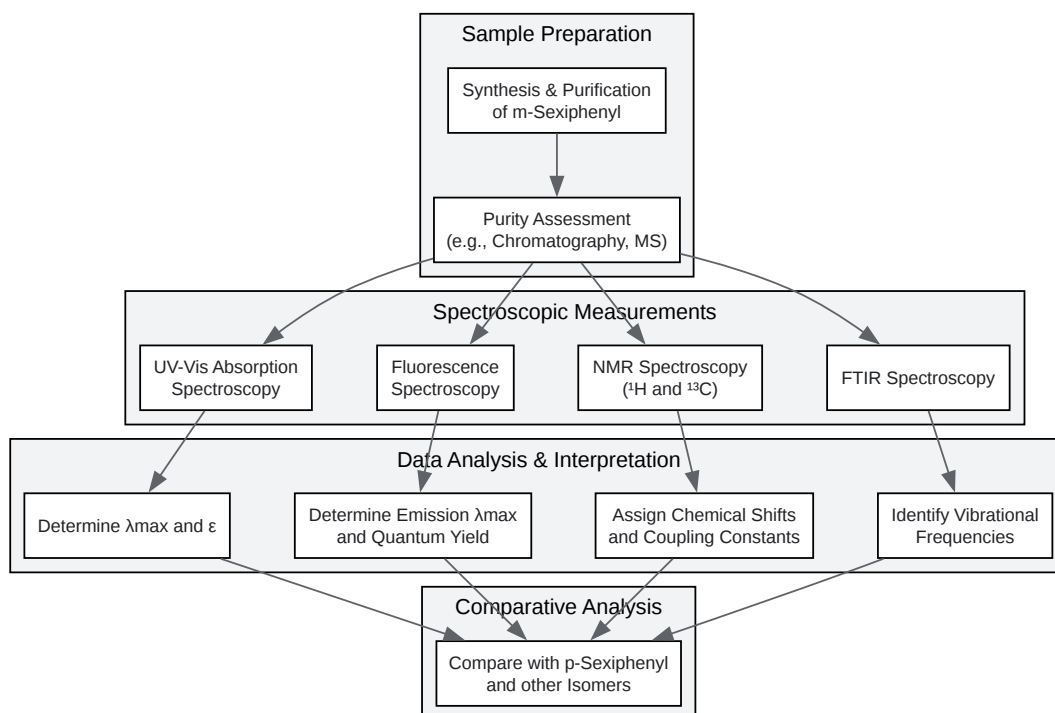 Sample Preparation
Synthesis & Purification
of m-Sexiphenyl
Purity Assessment
(e.g., Chromatography, MS)
Spectroscopic Measurements
UV-Vis Absorption
Spectroscopy
Fluorescence
Spectroscopy
NMR Spectroscopy
(¹H and ¹³C)
FTIR Spectroscopy
Data Analysis & Interpretation
Determine λmax and ε
Determine Emission λmax
and Quantum Yield
Assign Chemical Shifts
and Coupling Constants
Identify Vibrational
Frequencies
Comparative Analysis
Compare with p-Sexiphenyl
and other Isomers